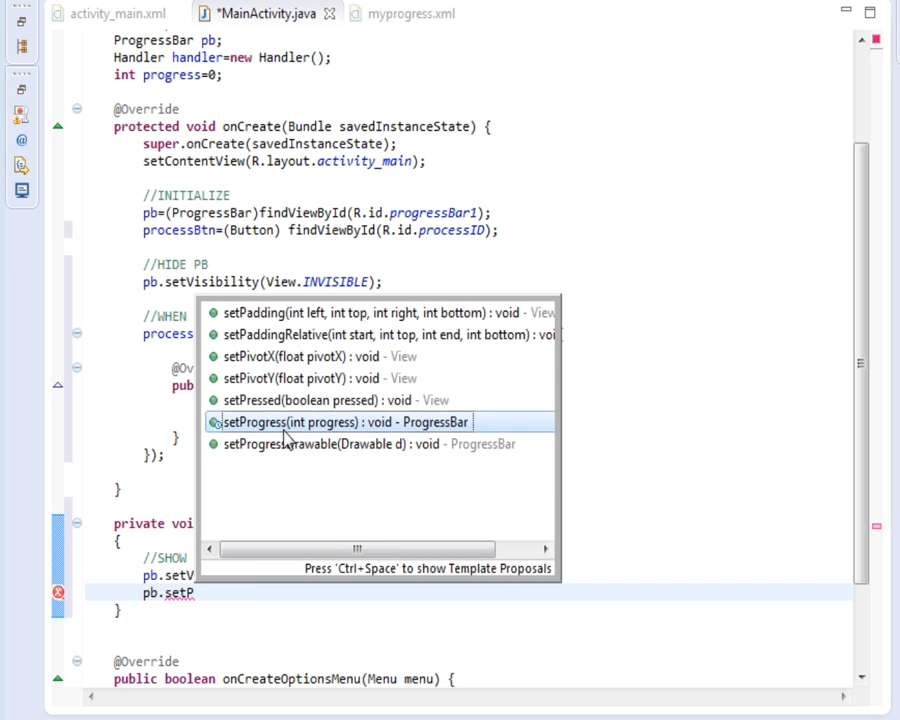 activity_main.xml *MainActivity.java myprogress.xml
ProgressBar pb;
Handler handler=new Handler();
int progress=0;
@Override
protected void onCreate(Bundle savedInstanceState) {
super.onCreate(savedInstanceState);
setContentView(R.layout.activity_main);
//INITIALIZE
pb=(ProgressBar)findViewById(R.id.progressBar1);
processBtn=(Button) findViewById(R.id.processID);
//HIDE PB
pb.setVisibility(View.INVISIBLE);
//WHEN
process
@Ov
pub
}
});
}
private voi
{
//SHOW
pb.setV
pb.setP
}
@Override
public boolean onCreateOptionsMenu(Menu menu) {
setPadding(int left, int top, int right, int bottom) : void - View
setPaddingRelative(int start, int top, int end, int bottom) : voi
setPivotX(float pivotX) : void - View
setPivotY(float pivotY) : void - View
setPressed(boolean pressed) : void - View
setProgress(int progress) : void - ProgressBar
setProgressDrawable(Drawable d) : void - ProgressBar
Press 'Ctrl+Space' to show Template Proposals